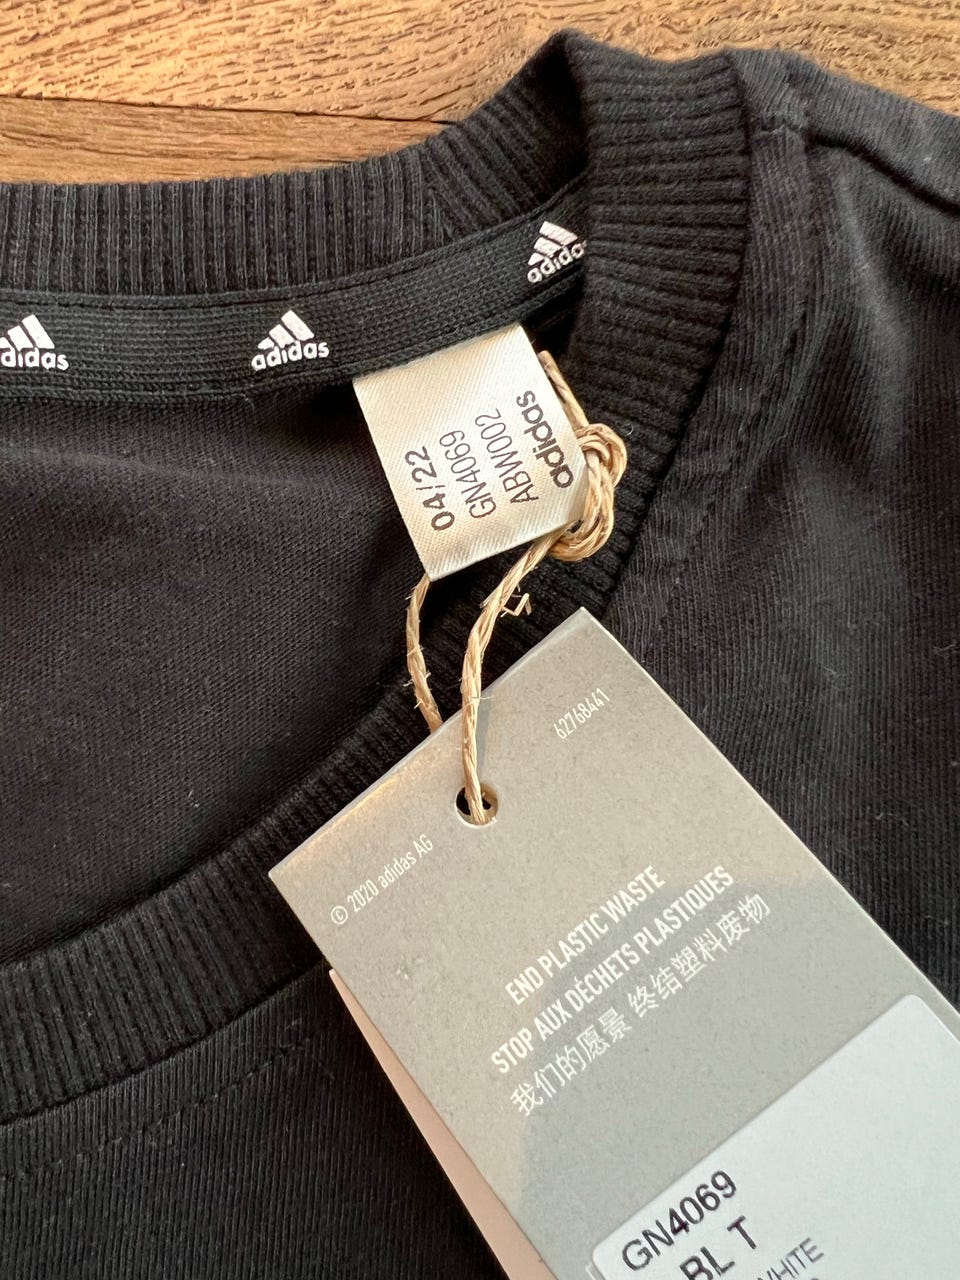 adidas
adidas
adidas
adidas
ABW002
GN4069
04/22
62768441
© 2020 adidas AG
END PLASTIC WASTE
STOP AUX DÉCHETS PLASTIQUES
我们的愿景 终结塑料废物
GN4069
BL T
WHITE